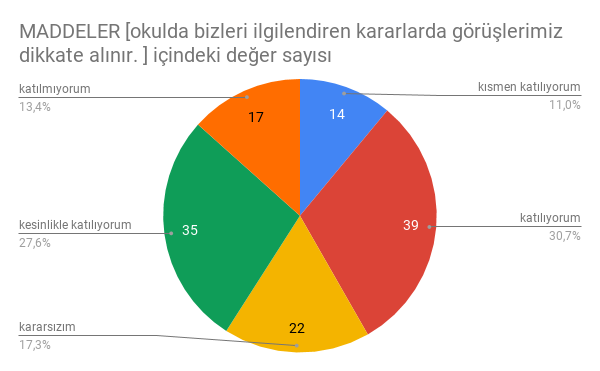 MADDELER [okulda bizleri ilgilendiren kararlarda görüşlerimiz
dikkate alınır. ] içindeki değer sayısı
katılmıyorum
13,4%
kısmen katılıyorum
11,0%
17
14
kesinlikle katılıyorum
27,6%
35
39
katılıyorum
30,7%
kararsızım
17,3%
22